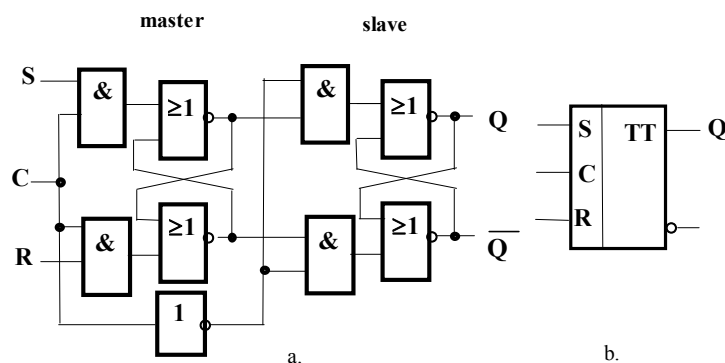 master slave
S & ≥1 & ≥1 Q
S TT Q
C
C
R & ≥1 & ≥1 Q̅
R
1
a. b.